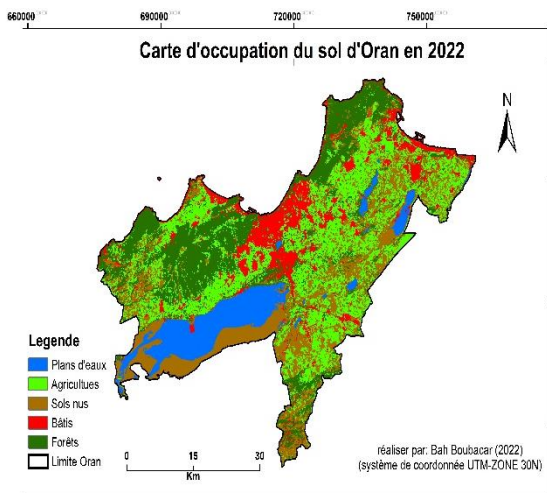 660000 690000 720000 750000
Carte d'occupation du sol d'Oran en 2022
N
Legende
Plans d'eaux
Agricultues
Sols nus
Bâtis
Forêts
Limite Oran
0 15 30
Km
réaliser par: Bah Boubacar (2022)
(système de coordonnée UTM-ZONE 30N)